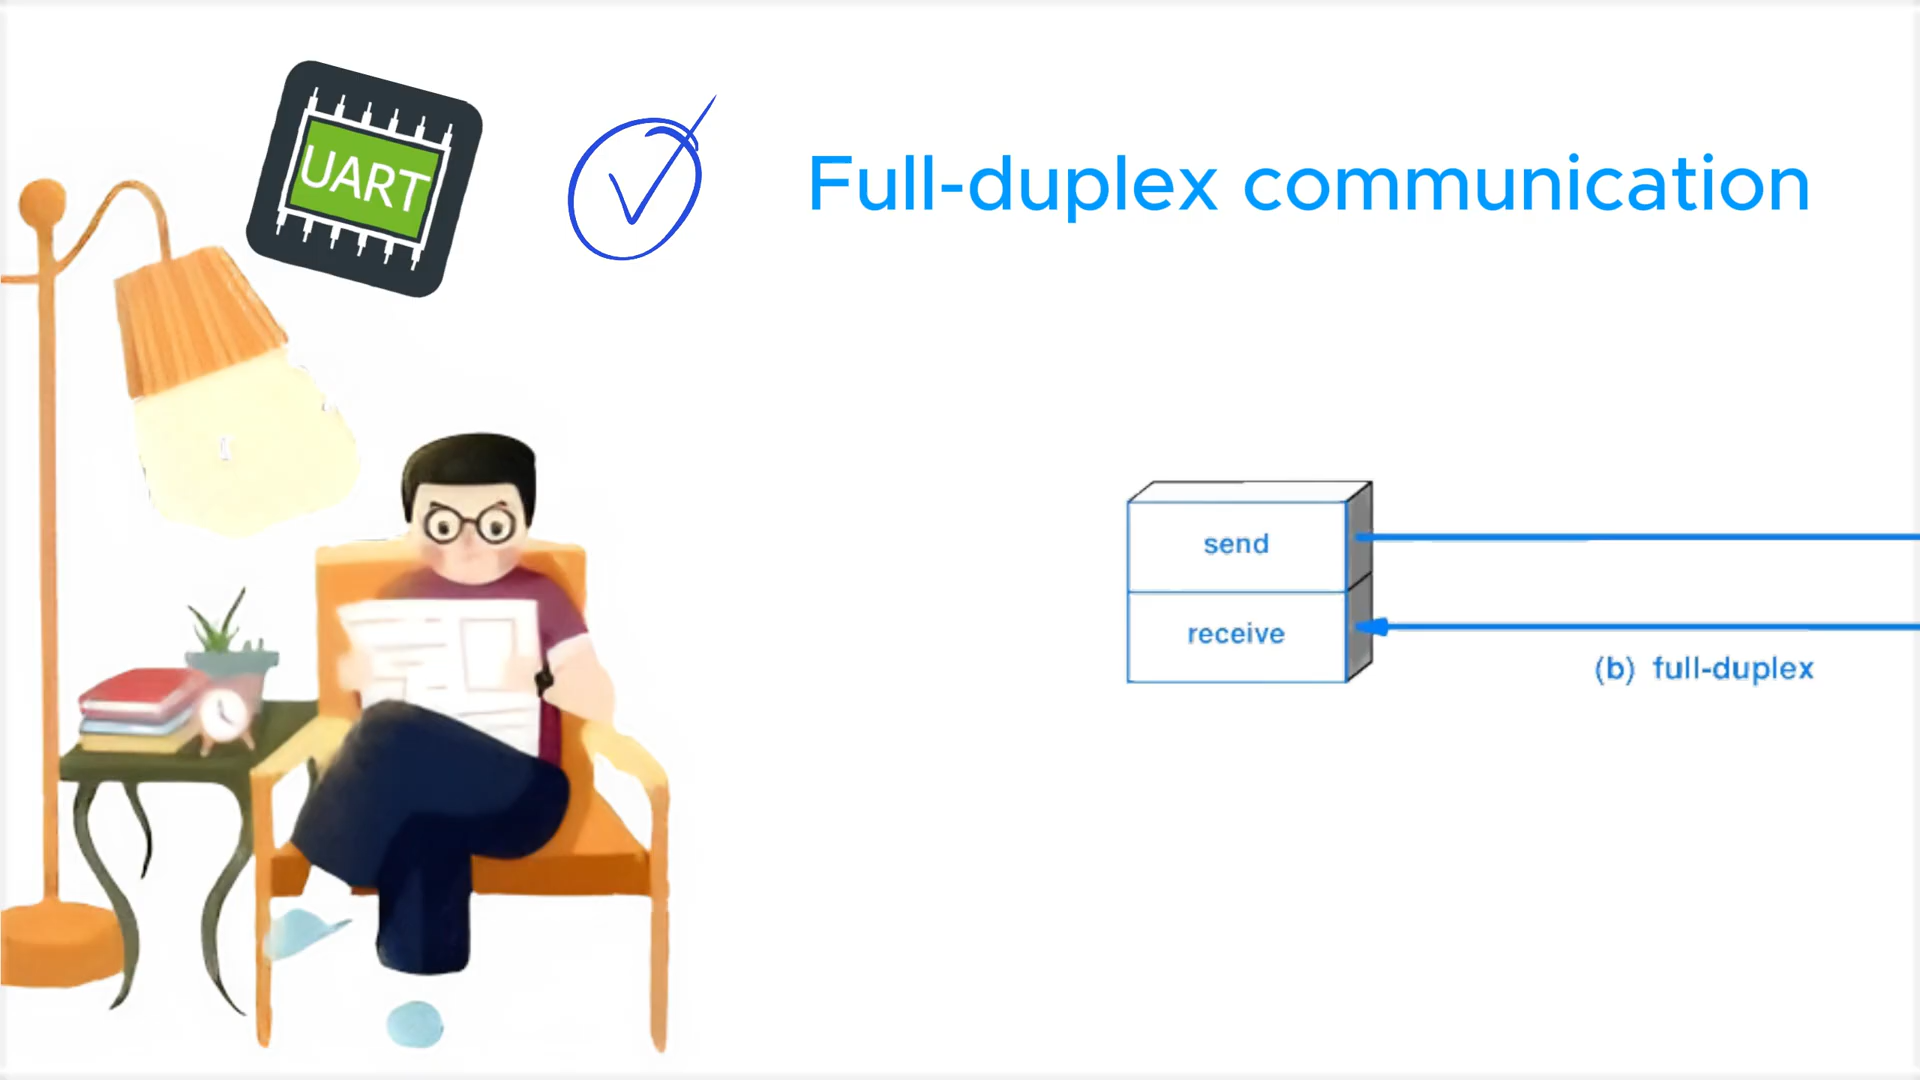 UART
Full-duplex communication
send
receive
(b) full-duplex